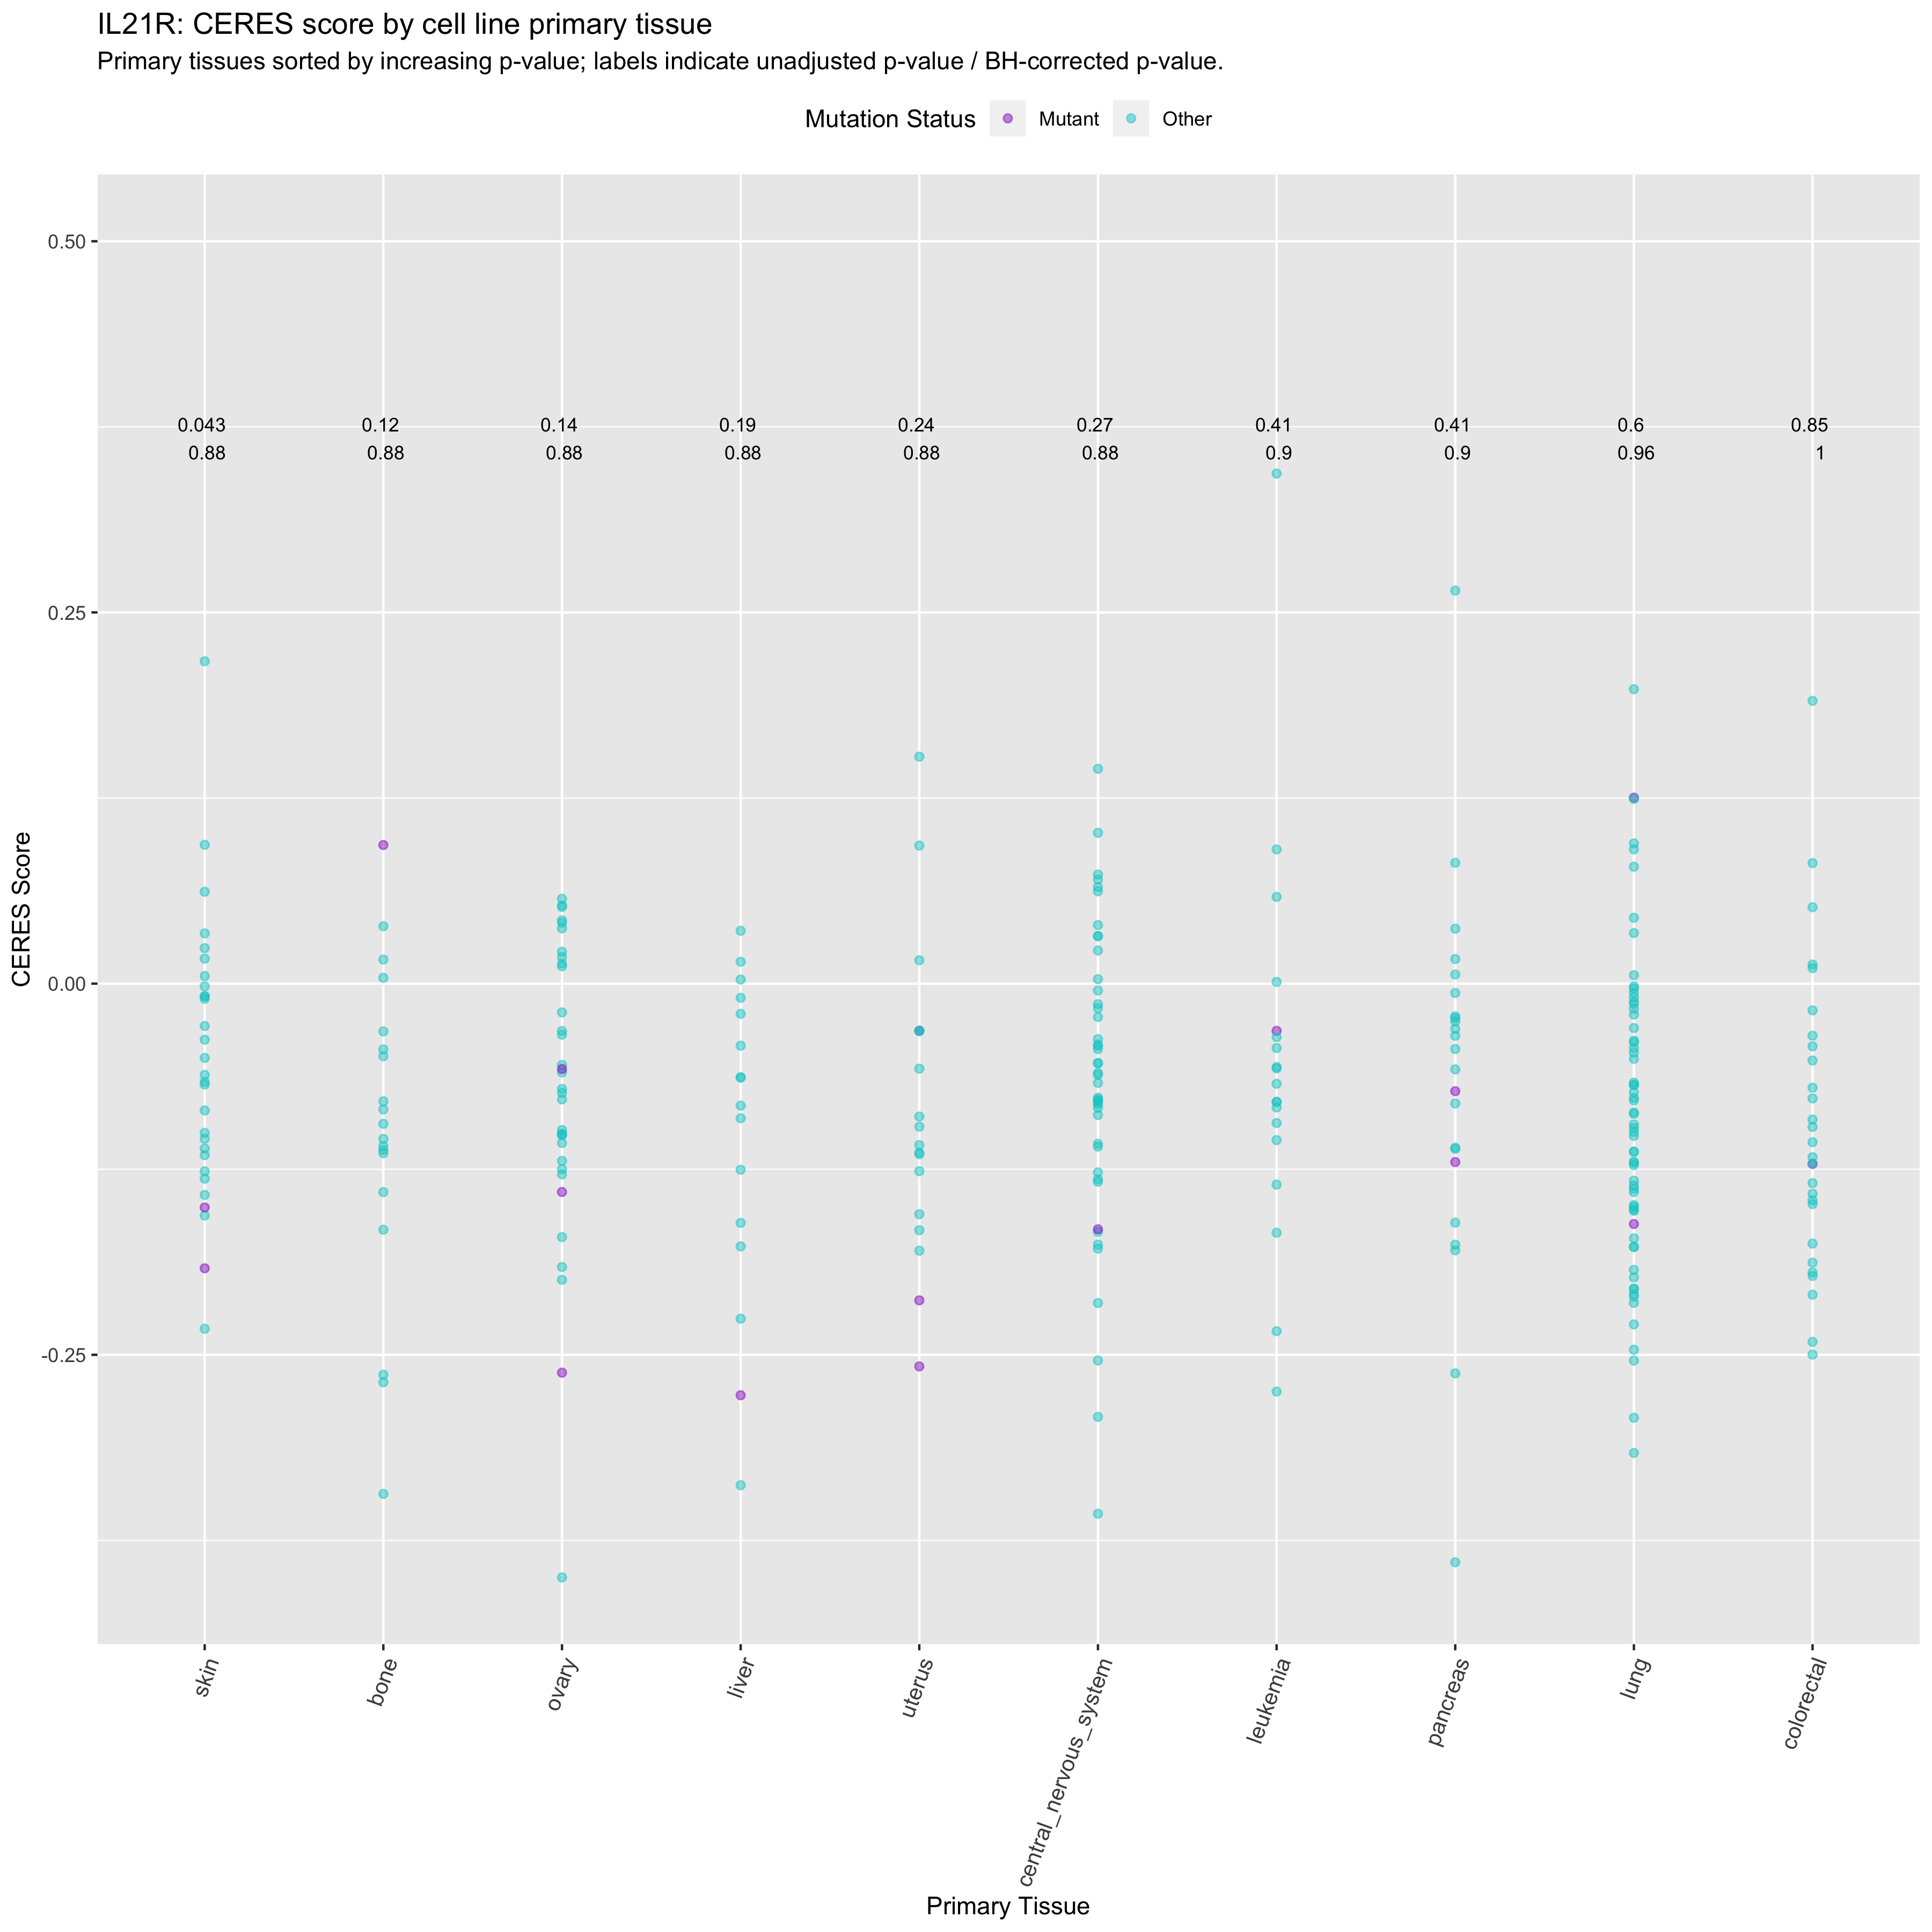 IL21R: CERES score by cell line primary tissue
Primary tissues sorted by increasing p-value; labels indicate unadjusted p-value / BH-corrected p-value.
Mutation Status Mutant Other
0.50
0.043 0.12 0.14 0.19 0.24 0.27 0.41 0.41 0.6 0.85
0.88 0.88 0.88 0.88 0.88 0.88 0.9 0.9 0.96 1
0.25
CERES Score
0.00
-0.25
skin bone ovary liver uterus central_nervous_system leukemia pancreas lung colorectal
Primary Tissue